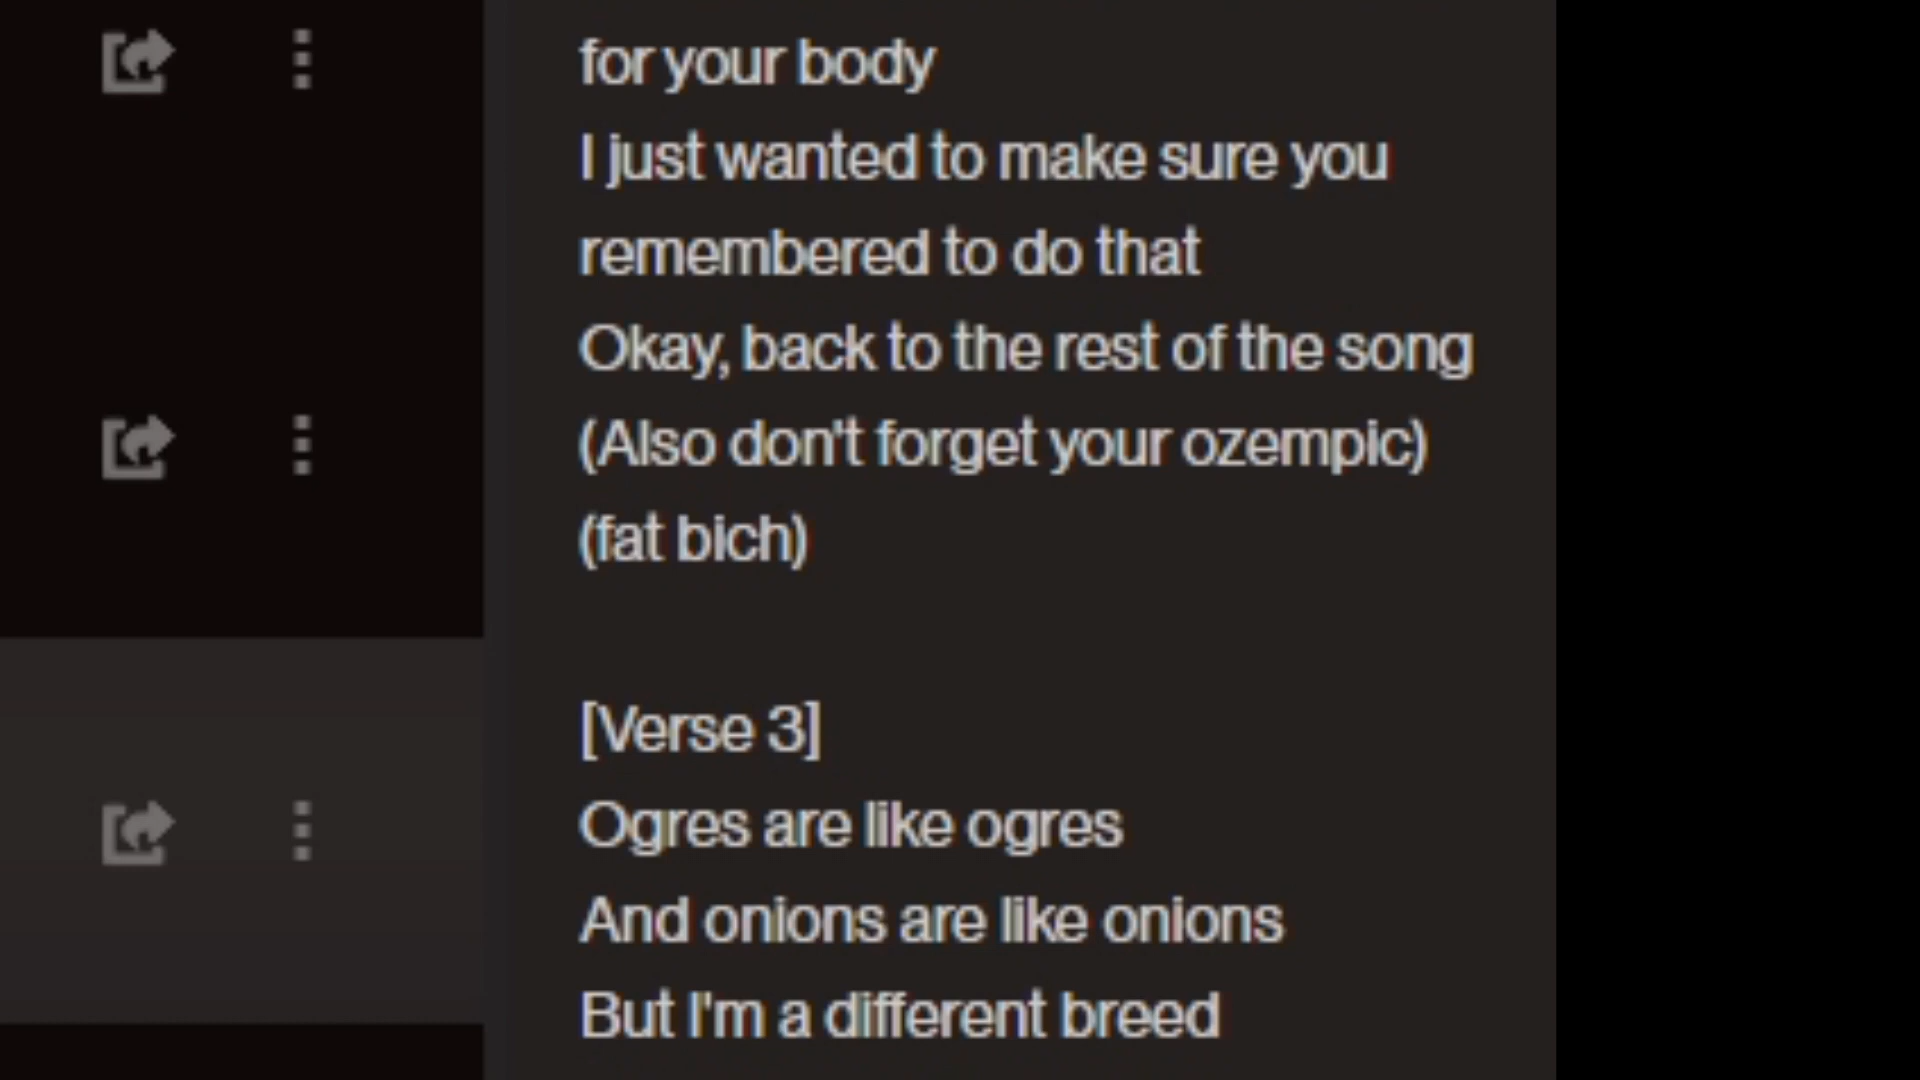 for your body
I just wanted to make sure you
remembered to do that
Okay, back to the rest of the song
(Also don't forget your ozempic)
(fat bich)
[Verse 3]
Ogres are like ogres
And onions are like onions
But I'm a different breed